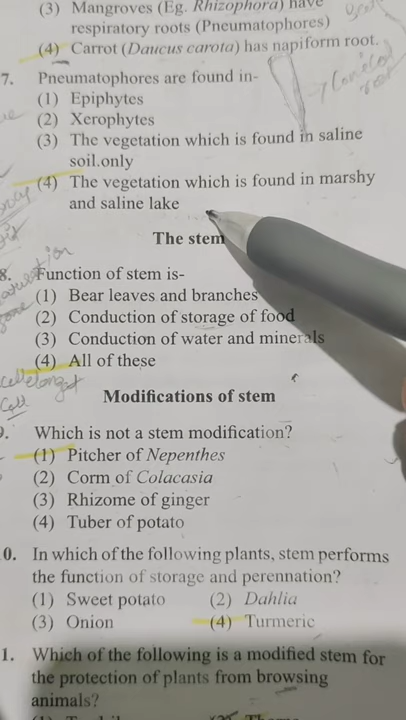 (3) Mangroves (Eg. Rhizophora) have
respiratory roots (Pneumatophores)
(4) Carrot (Daucus carota) has napiform root.
7. Pneumatophores are found in-
(1) Epiphytes
(2) Xerophytes
(3) The vegetation which is found in saline
soil.only
(4) The vegetation which is found in marshy
and saline lake
The stem
8. Function of stem is-
(1) Bear leaves and branches
(2) Conduction of storage of food
(3) Conduction of water and minerals
(4) All of these
Cell
Modifications of stem
9. Which is not a stem modification?
(1) Pitcher of Nepenthes
(2) Corm of Colacasia
(3) Rhizome of ginger
(4) Tuber of potato
0. In which of the following plants, stem performs
the function of storage and perennation?
(1) Sweet potato (2) Dahlia
(3) Onion (4) Turmeric
1. Which of the following is a modified stem for
the protection of plants from browsing
animals?